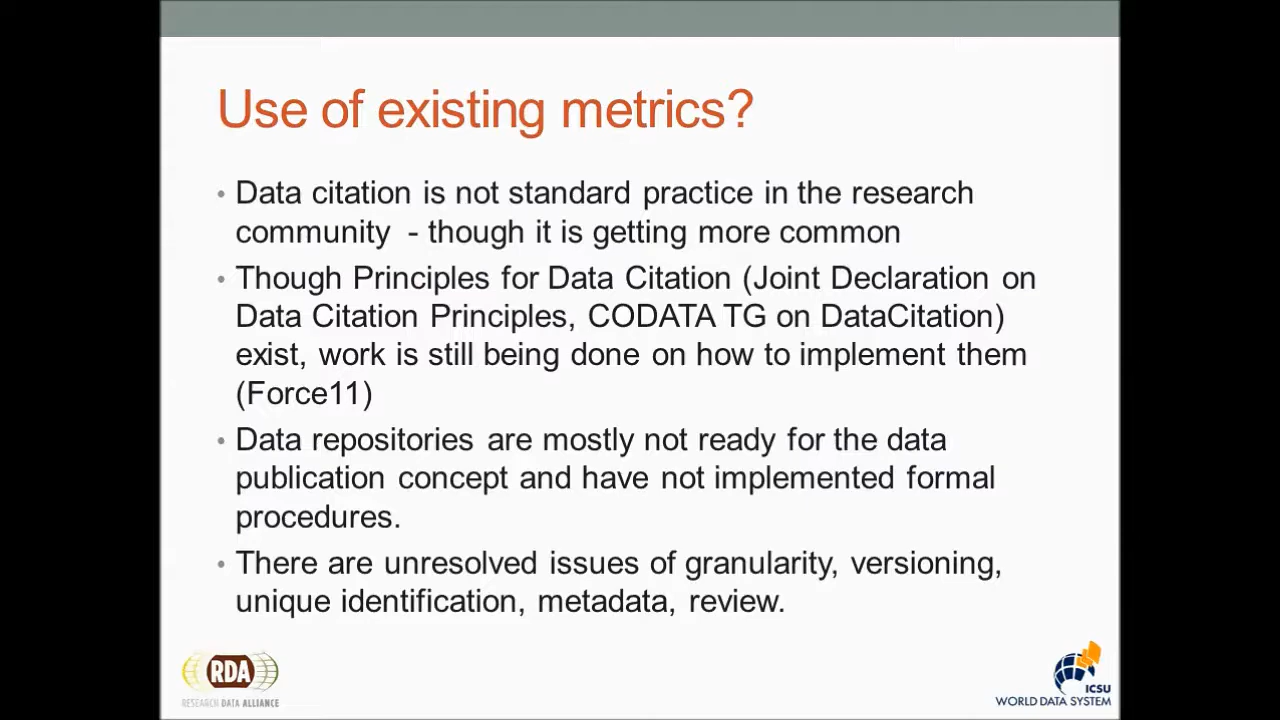 Use of existing metrics?
• Data citation is not standard practice in the research
community - though it is getting more common
• Though Principles for Data Citation (Joint Declaration on
Data Citation Principles, CODATA TG on DataCitation)
exist, work is still being done on how to implement them
(Force11)
• Data repositories are mostly not ready for the data
publication concept and have not implemented formal
procedures.
• There are unresolved issues of granularity, versioning,
unique identification, metadata, review.
RDA
RESEARCH DATA ALLIANCE
ICSU
WORLD DATA SYSTEM